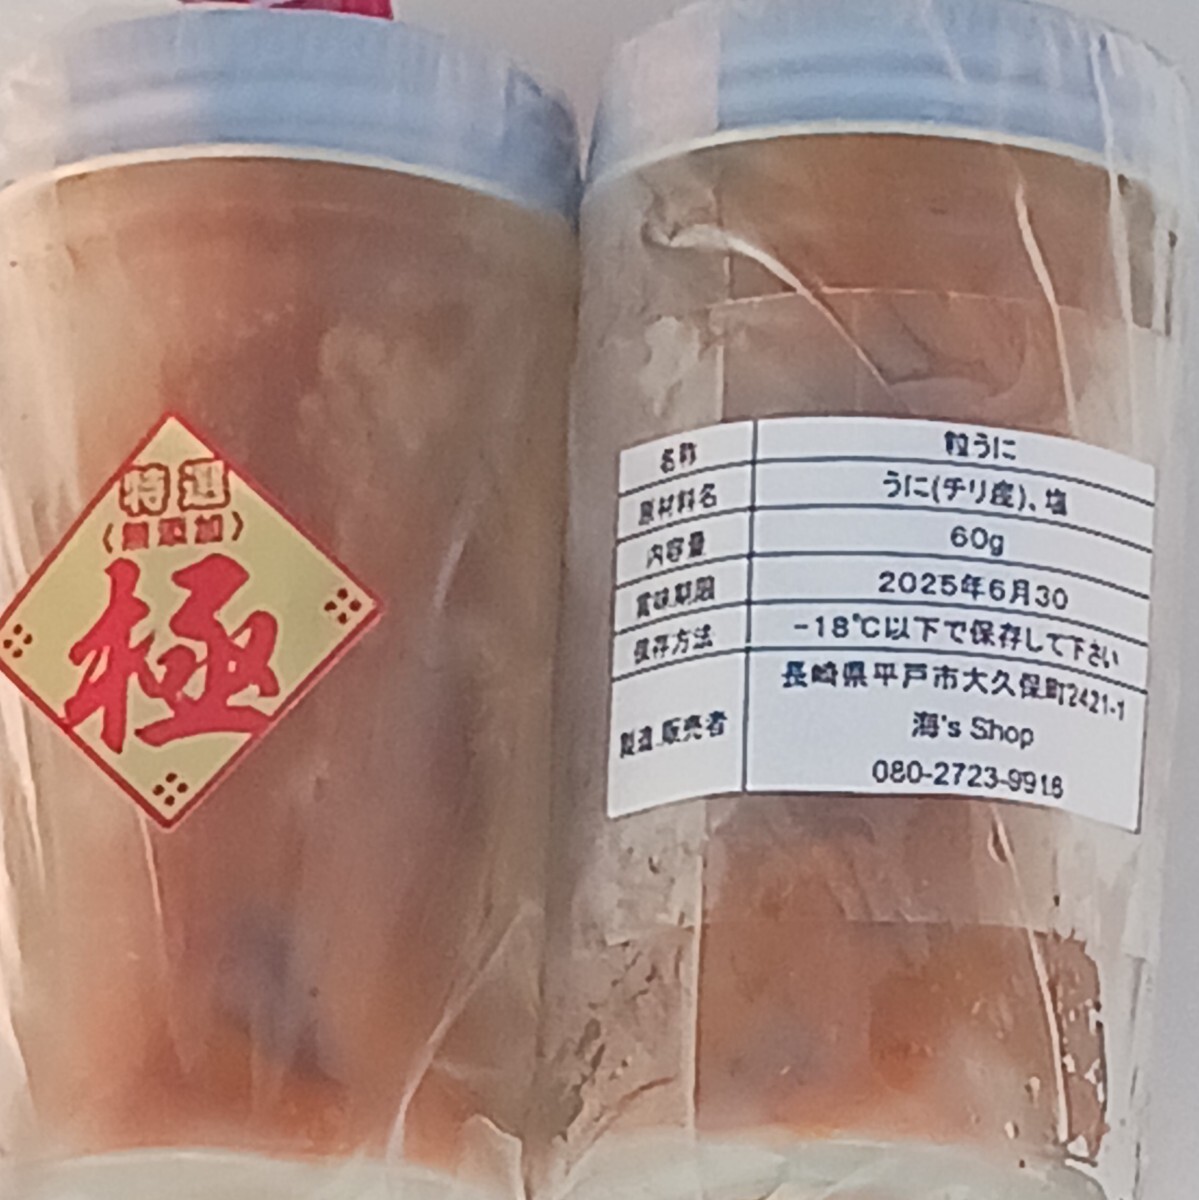 特選
(無添加)
極
名称 粒うに
原材料名 うに(チリ産)、塩
内容量 60g
賞味期限 2025年6月30
保存方法 -18℃以下で保存して下さい
製造.販売者 長崎県平戸市大久保町2421-1
海's Shop
080-2723-9918